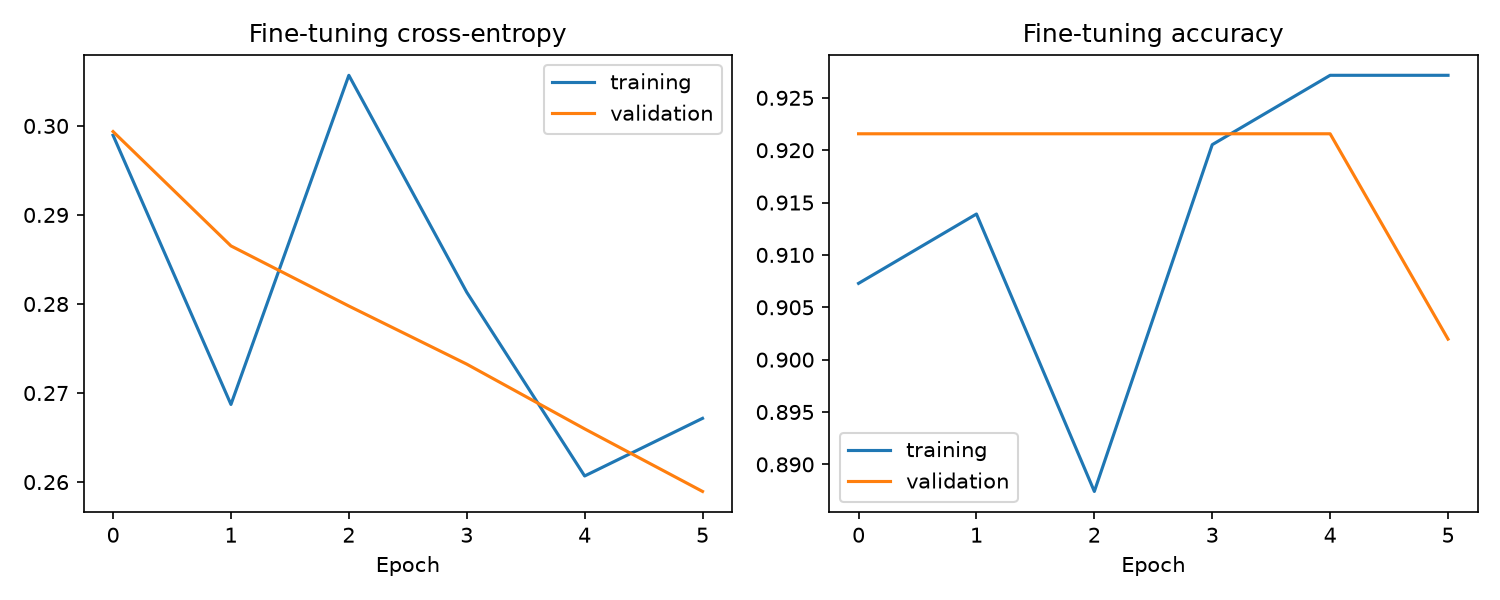 Fine-tuning cross-entropy
0.30
0.29
0.28
0.27
0.26
training
validation
0 1 2 3 4 5
Epoch
Fine-tuning accuracy
0.925
0.920
0.915
0.910
0.905
0.900
0.895
0.890
training
validation
0 1 2 3 4 5
Epoch